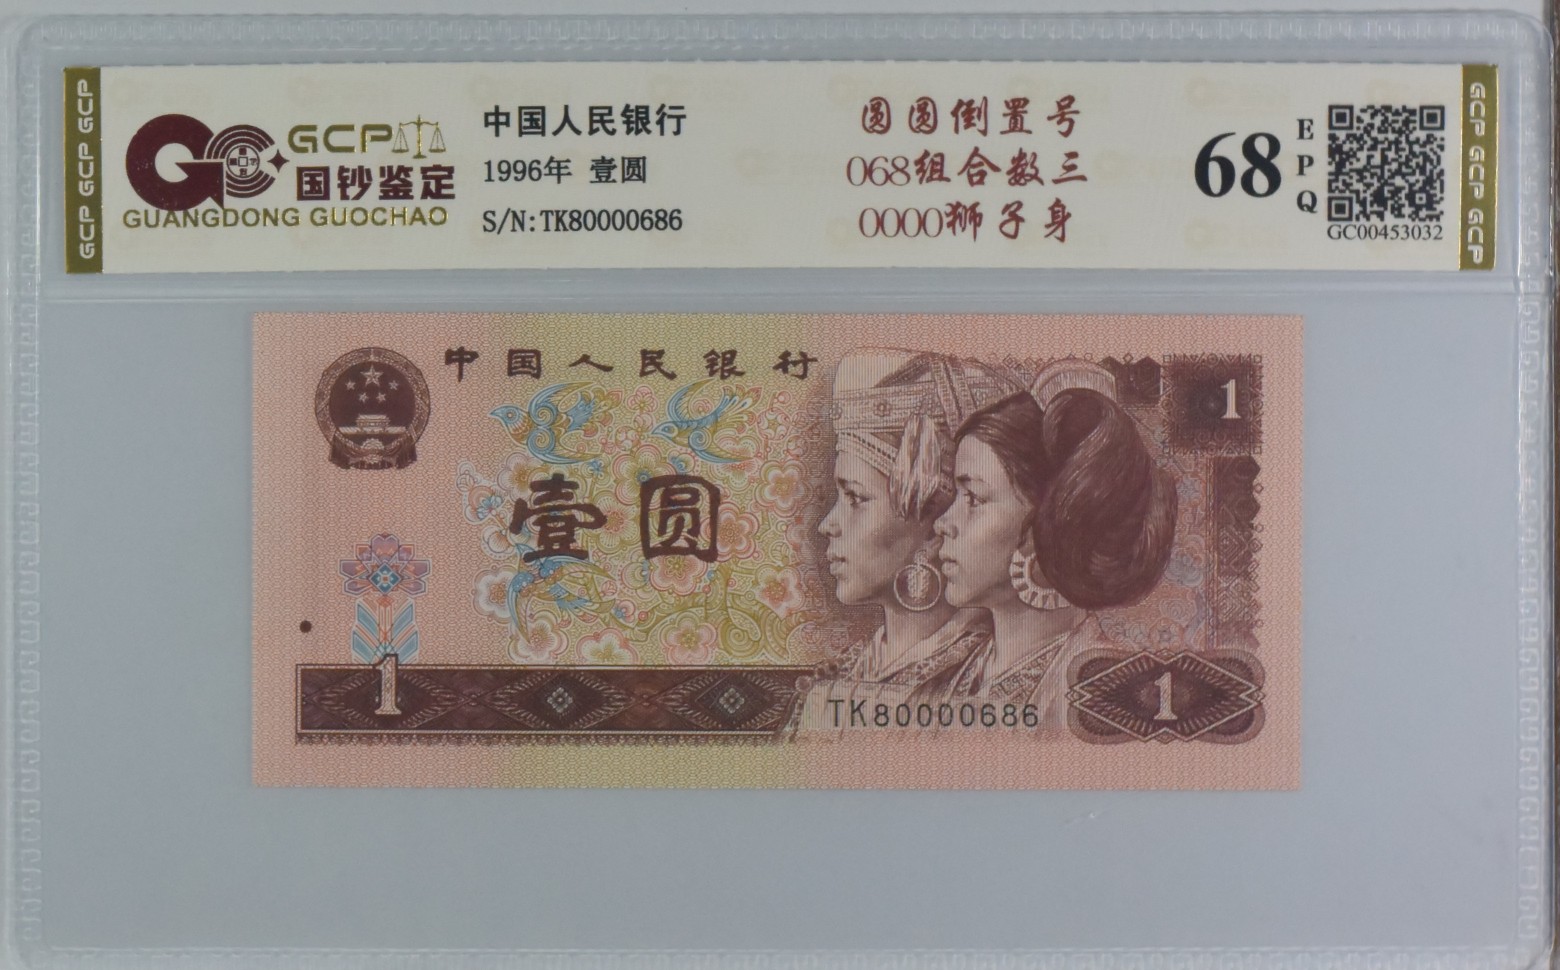 GCP GCP GCP
GCP
国钞鉴定
GUANGDONG GUOCHAO
中国人民银行
1996年 壹圆
S/N:TK80000686
圆圆倒置号
068组合数三
0000狮子身
68
EPQ
GC00453032
GCP GCP GCP
中国人民银行
1
壹圆
1
TK80000686
1